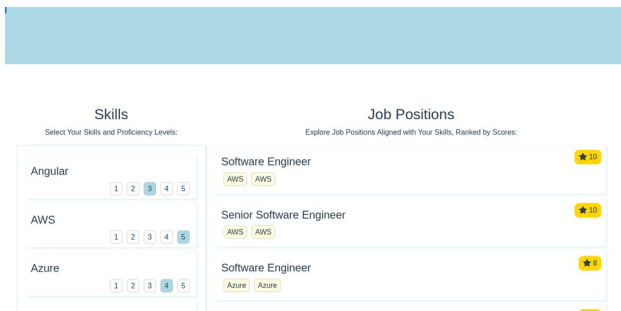 Skills
Select Your Skills and Proficiency Levels:
Angular
1 2 3 4 5
AWS
1 2 3 4 5
Azure
1 2 3 4 5
Job Positions
Explore Job Positions Aligned with Your Skills, Ranked by Scores:
Software Engineer
10
AWS AWS
Senior Software Engineer
10
AWS AWS
Software Engineer
8
Azure Azure